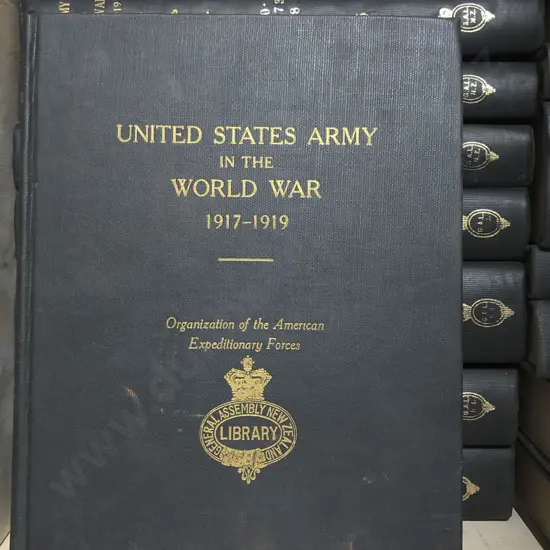 UNITED STATES ARMY
IN THE
WORLD WAR
1917–1919
Organization of the American
Expeditionary Forces
GENERAL ASSEMBLY NEW ZEALAND
LIBRARY